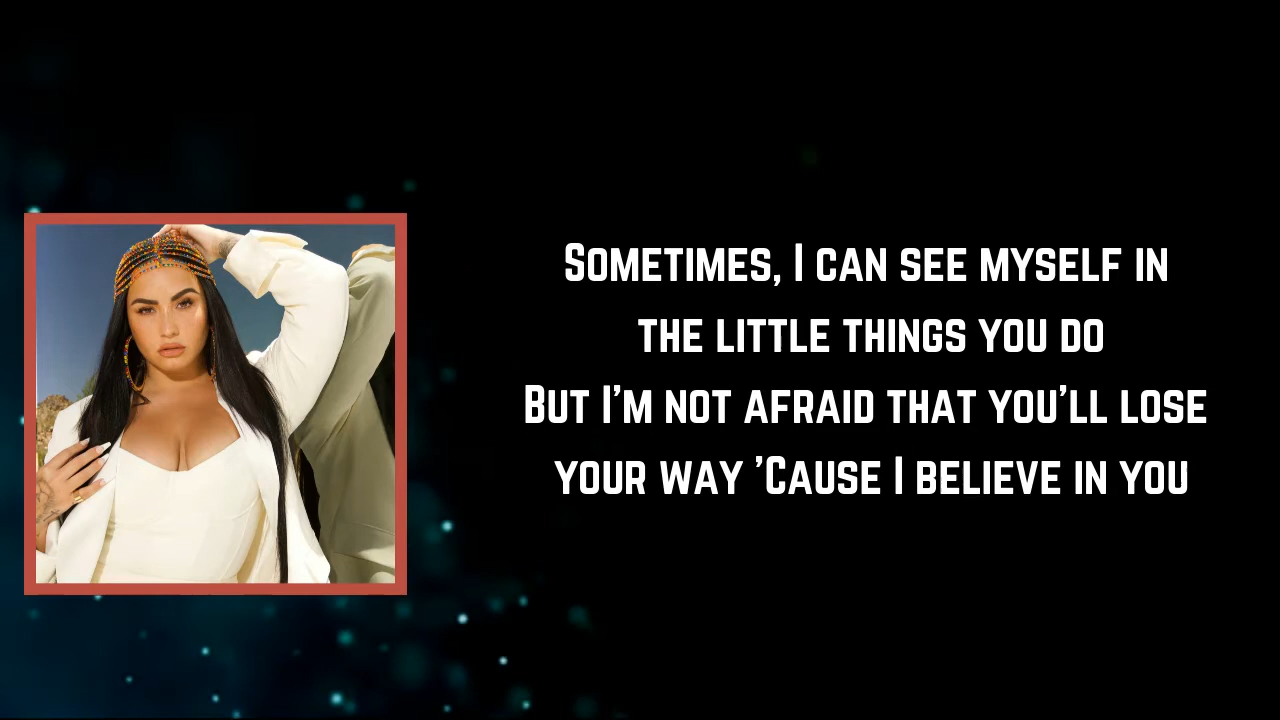 Sometimes, I can see myself in
the little things you do
But I'm not afraid that you'll lose
your way 'Cause I believe in you